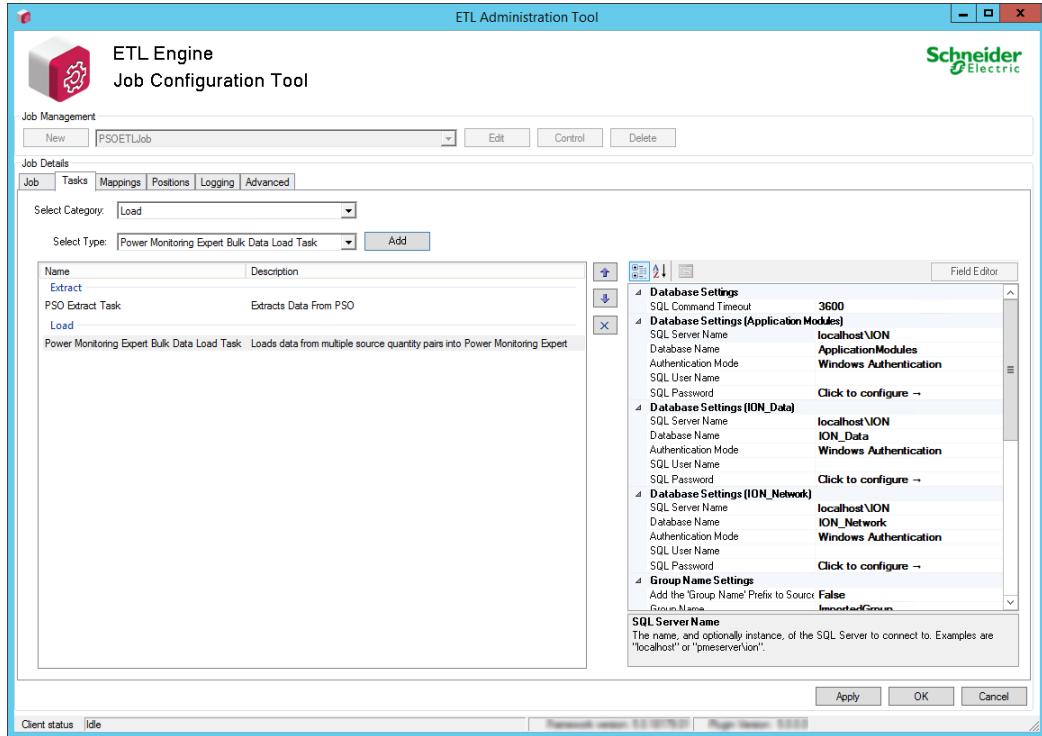 ETL Administration Tool
ETL Engine
Job Configuration Tool
Schneider
Electric
Job Management
New PSOETLJob Edit Control Delete
Job Details
Job Tasks Mappings Positions Logging Advanced
Select Category: Load
Select Type: Power Monitoring Expert Bulk Data Load Task Add
Name Description
Extract
PSO Extract Task Extracts Data From PSO
Load
Power Monitoring Expert Bulk Data Load Task Loads data from multiple source quantity pairs into Power Monitoring Expert
Field Editor
Database Settings
SQL Command Timeout 3600
Database Settings (Application Modules)
SQL Server Name localhost\ION
Database Name ApplicationModules
Authentication Mode Windows Authentication
SQL User Name
SQL Password Click to configure →
Database Settings (ION_Data)
SQL Server Name localhost\ION
Database Name ION_Data
Authentication Mode Windows Authentication
SQL User Name
SQL Password Click to configure →
Database Settings (ION_Network)
SQL Server Name localhost\ION
Database Name ION_Network
Authentication Mode Windows Authentication
SQL User Name
SQL Password Click to configure →
Group Name Settings
Add the 'Group Name' Prefix to Source False
Group Name ImportedGroup
SQL Server Name
The name, and optionally instance, of the SQL Server to connect to. Examples are
"localhost" or "pmeserver\ion".
Apply OK Cancel
Client status Idle